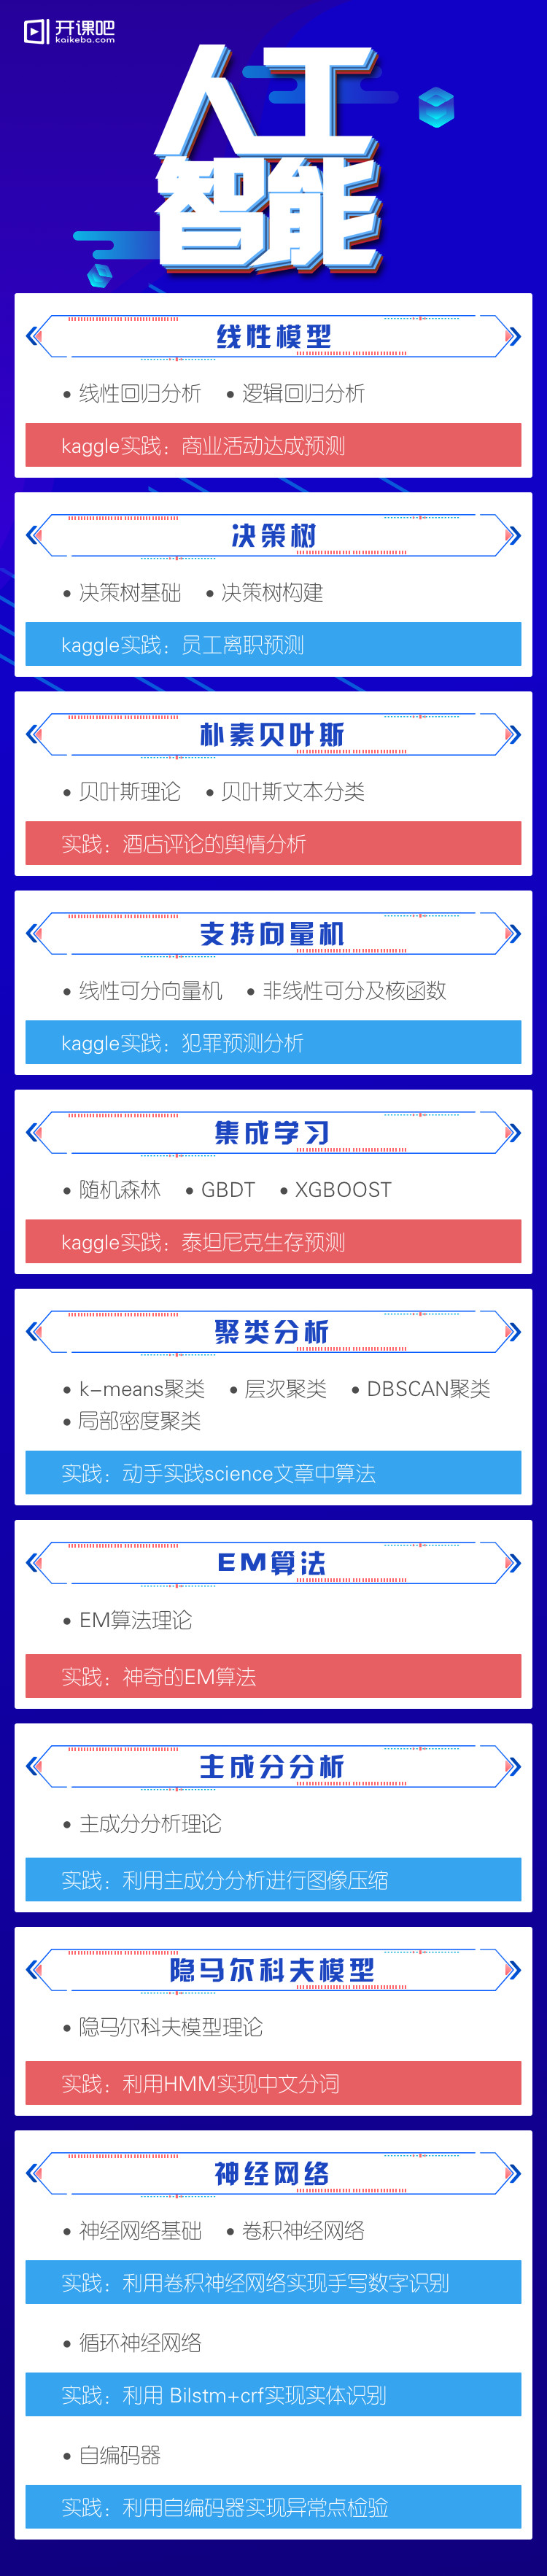 开课吧
kaikeba.com
人工
智能
线性模型
• 线性回归分析 • 逻辑回归分析
kaggle实践：商业活动达成预测
决策树
• 决策树基础 • 决策树构建
kaggle实践：员工离职预测
朴素贝叶斯
• 贝叶斯理论 • 贝叶斯文本分类
实践：酒店评论的舆情分析
支持向量机
• 线性可分向量机 • 非线性可分及核函数
kaggle实践：犯罪预测分析
集成学习
• 随机森林 • GBDT • XGBOOST
kaggle实践：泰坦尼克生存预测
聚类分析
• k-means聚类 • 层次聚类 • DBSCAN聚类
• 局部密度聚类
实践：动手实践science文章中算法
EM算法
• EM算法理论
实践：神奇的EM算法
主成分分析
• 主成分分析理论
实践：利用主成分分析进行图像压缩
隐马尔科夫模型
• 隐马尔科夫模型理论
实践：利用HMM实现中文分词
神经网络
• 神经网络基础 • 卷积神经网络
实践：利用卷积神经网络实现手写数字识别
• 循环神经网络
实践：利用 Bilstm+crf实现实体识别
• 自编码器
实践：利用自编码器实现异常点检验